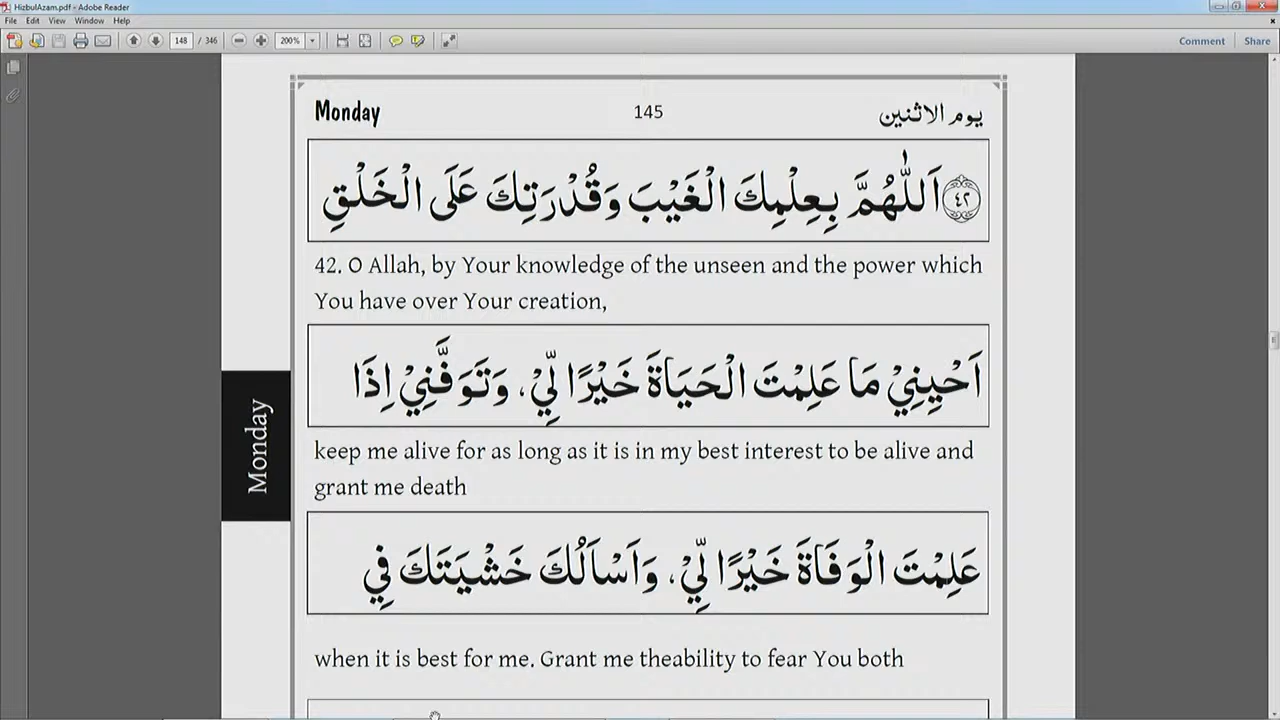 HizbulAzam.pdf - Adobe Reader
File Edit View Window Help
148 / 346 200% Comment Share
Monday 145 يوم الاثنين
٤٢ اَللّٰهُمَّ بِعِلْمِكَ الْغَيْبَ وَقُدْرَتِكَ عَلَى الْخَلْقِ
42. O Allah, by Your knowledge of the unseen and the power which
You have over Your creation,
اَحْيِنِيْ مَا عَلِمْتَ الْحَيَاةَ خَيْرًا لِّيْ، وَتَوَفَّنِيْ اِذَا
keep me alive for as long as it is in my best interest to be alive and
grant me death
Monday
عَلِمْتَ الْوَفَاةَ خَيْرًا لِّيْ، وَاَسْاَلُكَ خَشْيَتَكَ فِي
when it is best for me. Grant me theability to fear You both